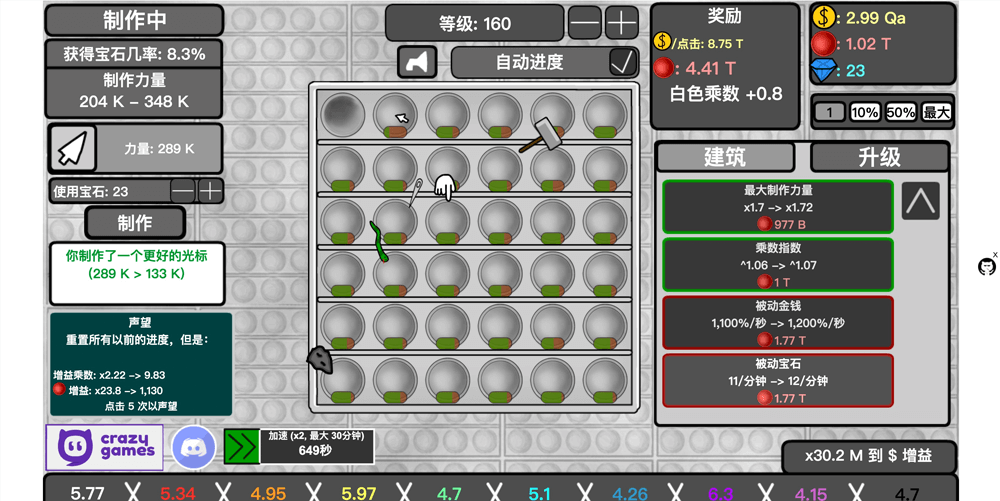 制作中
获得宝石几率: 8.3%
制作力量
204 K – 348 K
力量: 289 K
使用宝石: 23
制作
你制作了一个更好的光标
(289 K > 133 K)
声望
重置所有以前的进度，但是:
增益乘数: x2.22 -> 9.83
增益: x23.8 -> 1,130
点击 5 次以声望
crazy
games
加速 (x2, 最大 30分钟)
649秒
等级: 160
自动进度
奖励
$/点击: 8.75 T
: 4.41 T
白色乘数 +0.8
$: 2.99 Qa
: 1.02 T
: 23
1 10% 50% 最大
建筑 升级
最大制作力量
x1.7 -> x1.72
977 B
乘数指数
^1.06 -> ^1.07
1 T
被动金钱
1,100%/秒 -> 1,200%/秒
1.77 T
被动宝石
11/分钟 -> 12/分钟
1.77 T
x
x30.2 M 到 $ 增益
5.77 X 5.34 X 4.95 X 5.97 X 4.7 X 5.1 X 4.26 X 6.3 X 4.15 X 4.7